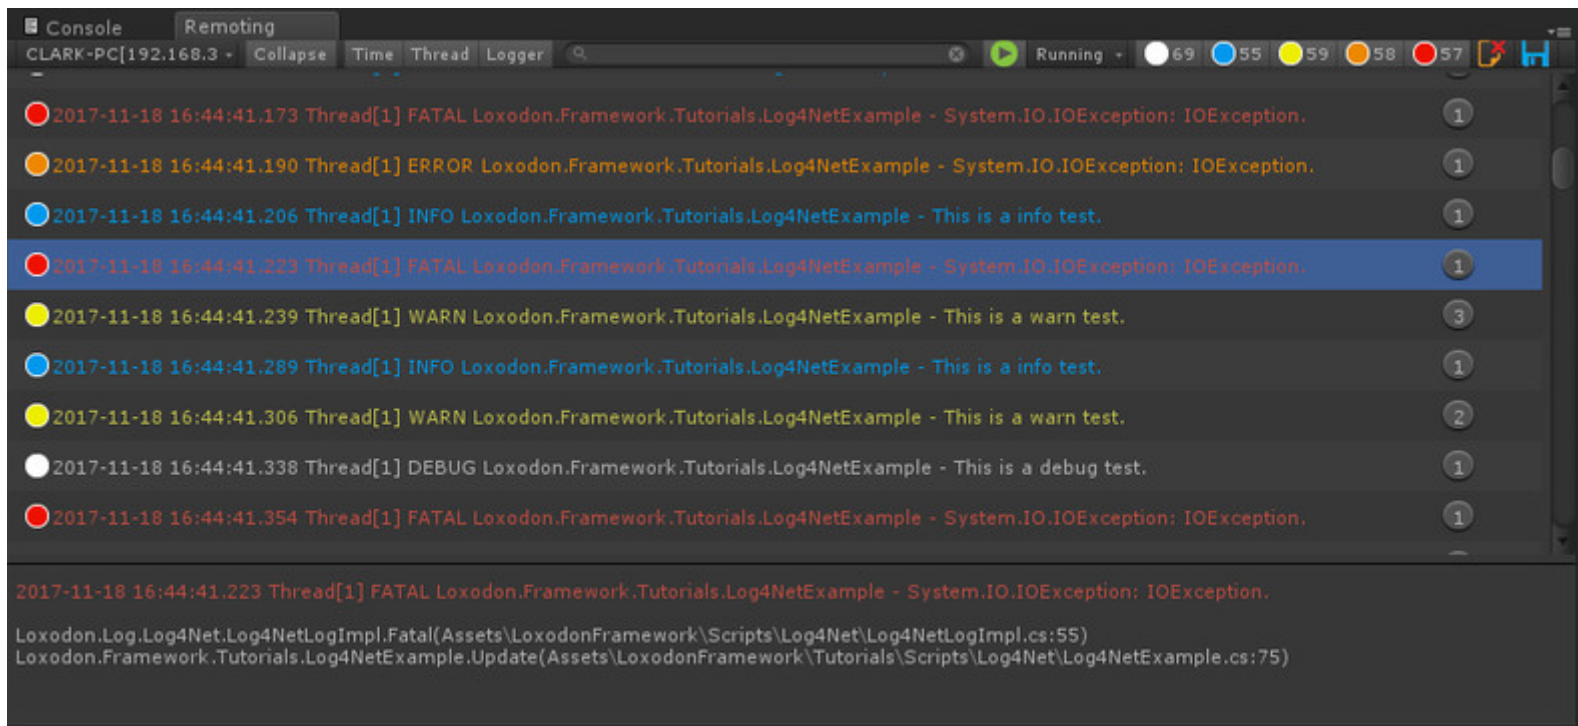 Console Remoting
CLARK-PC[192.168.3 Collapse Time Thread Logger Running 69 55 59 58 57
2017-11-18 16:44:41.173 Thread[1] FATAL Loxodon.Framework.Tutorials.Log4NetExample - System.IO.IOException: IOException. 1
2017-11-18 16:44:41.190 Thread[1] ERROR Loxodon.Framework.Tutorials.Log4NetExample - System.IO.IOException: IOException. 1
2017-11-18 16:44:41.206 Thread[1] INFO Loxodon.Framework.Tutorials.Log4NetExample - This is a info test. 1
2017-11-18 16:44:41.223 Thread[1] FATAL Loxodon.Framework.Tutorials.Log4NetExample - System.IO.IOException: IOException. 1
2017-11-18 16:44:41.239 Thread[1] WARN Loxodon.Framework.Tutorials.Log4NetExample - This is a warn test. 3
2017-11-18 16:44:41.289 Thread[1] INFO Loxodon.Framework.Tutorials.Log4NetExample - This is a info test. 1
2017-11-18 16:44:41.306 Thread[1] WARN Loxodon.Framework.Tutorials.Log4NetExample - This is a warn test. 2
2017-11-18 16:44:41.338 Thread[1] DEBUG Loxodon.Framework.Tutorials.Log4NetExample - This is a debug test. 1
2017-11-18 16:44:41.354 Thread[1] FATAL Loxodon.Framework.Tutorials.Log4NetExample - System.IO.IOException: IOException. 1
2017-11-18 16:44:41.223 Thread[1] FATAL Loxodon.Framework.Tutorials.Log4NetExample - System.IO.IOException: IOException.
Loxodon.Log.Log4Net.Log4NetLogImpl.Fatal(Assets\LoxodonFramework\Scripts\Log4Net\Log4NetLogImpl.cs:55)
Loxodon.Framework.Tutorials.Log4NetExample.Update(Assets\LoxodonFramework\Tutorials\Scripts\Log4Net\Log4NetExample.cs:75)